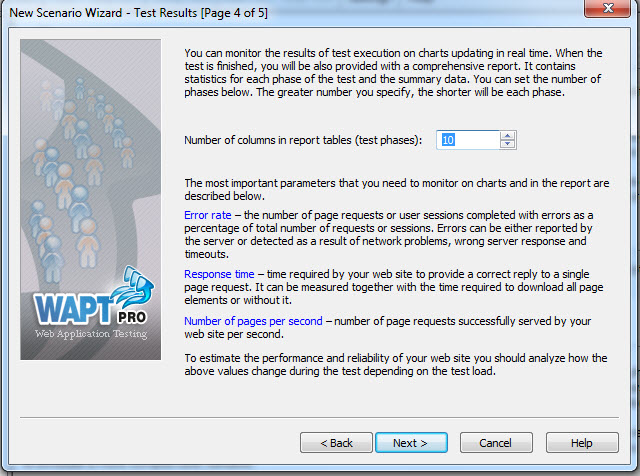 New Scenario Wizard - Test Results [Page 4 of 5]
You can monitor the results of test execution on charts updating in real time. When the
test is finished, you will be also provided with a comprehensive report. It contains
statistics for each phase of the test and the summary data. You can set the number of
phases below. The greater number you specify, the shorter will be each phase.
Number of columns in report tables (test phases):
10
The most important parameters that you need to monitor on charts and in the report are
described below.
Error rate – the number of page requests or user sessions completed with errors as a
percentage of total number of requests or sessions. Errors can be either reported by
the server or detected as a result of network problems, wrong server response and
timeouts.
Response time – time required by your web site to provide a correct reply to a single
page request. It can be measured together with the time required to download all page
elements or without it.
Number of pages per second – number of page requests successfully served by your
web site per second.
To estimate the performance and reliability of your web site you should analyze how the
above values change during the test depending on the test load.
WAPT PRO
Web Application Testing
< Back
Next >
Cancel
Help